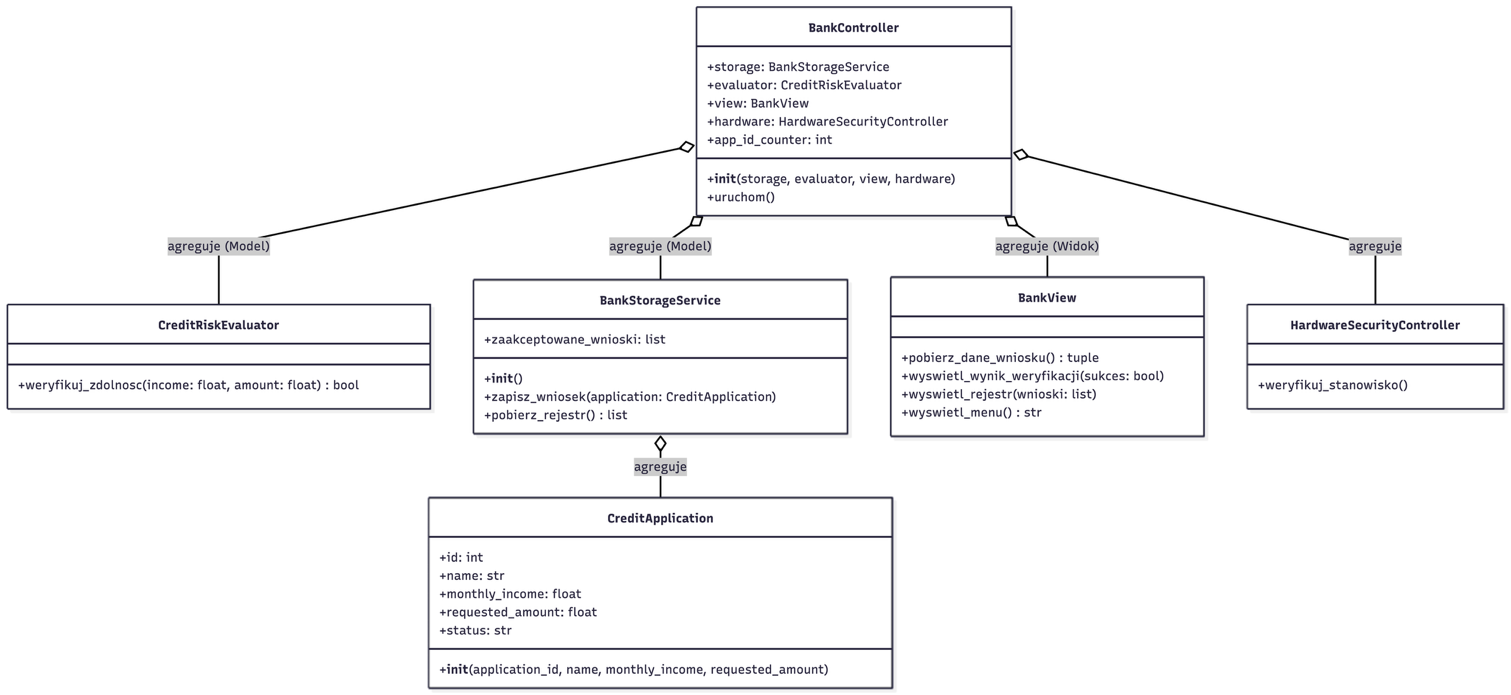 BankController
+storage: BankStorageService
+evaluator: CreditRiskEvaluator
+view: BankView
+hardware: HardwareSecurityController
+app_id_counter: int
+init(storage, evaluator, view, hardware)
+uruchom()
agreguje (Model)
agreguje (Model)
agreguje (Widok)
agreguje
CreditRiskEvaluator
+weryfikuj_zdolnosc(income: float, amount: float) : bool
BankStorageService
+zaakceptowane_wnioski: list
+init()
+zapisz_wniosek(application: CreditApplication)
+pobierz_rejestr() : list
BankView
+pobierz_dane_wniosku() : tuple
+wyswietl_wynik_weryfikacji(sukces: bool)
+wyswietl_rejestr(wnioski: list)
+wyswietl_menu() : str
HardwareSecurityController
+weryfikuj_stanowisko()
agreguje
CreditApplication
+id: int
+name: str
+monthly_income: float
+requested_amount: float
+status: str
+init(application_id, name, monthly_income, requested_amount)